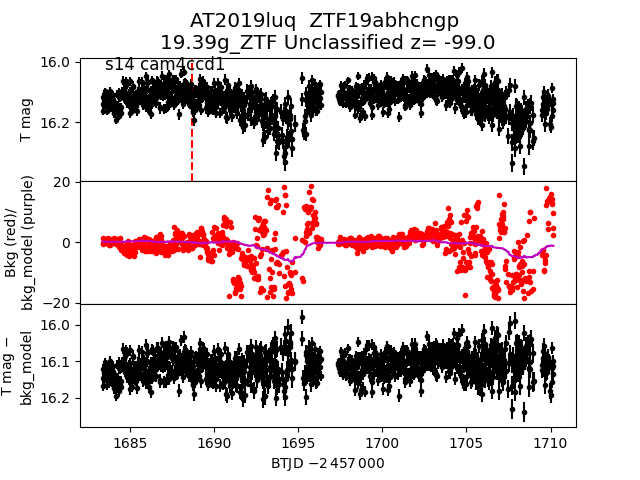 AT2019luq  ZTF19abhcngp
19.39g_ZTF Unclassified z= -99.0
s14 cam4ccd1
T mag
16.0
16.2
Bkg (red)/
bkg_model (purple)
20
0
−20
T mag −
bkg_model
16.0
16.1
16.2
1685
1690
1695
1700
1705
1710
BTJD −2 457 000